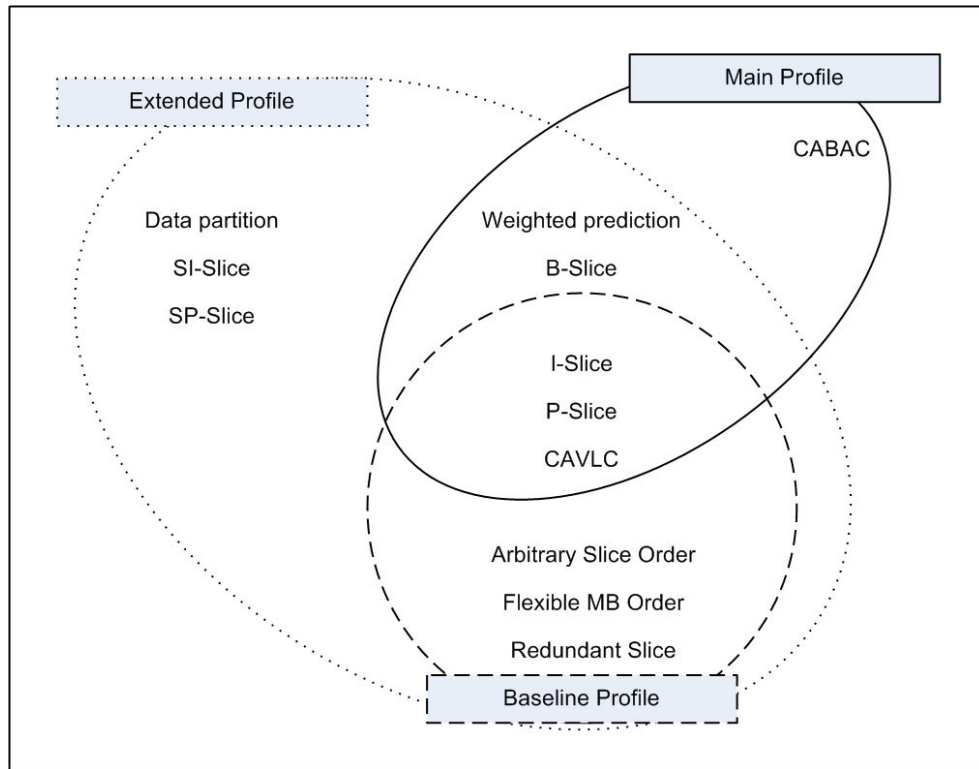 Main Profile
Extended Profile
CABAC
Data partition
SI-Slice
SP-Slice
Weighted prediction
B-Slice
I-Slice
P-Slice
CAVLC
Arbitrary Slice Order
Flexible MB Order
Redundant Slice
Baseline Profile